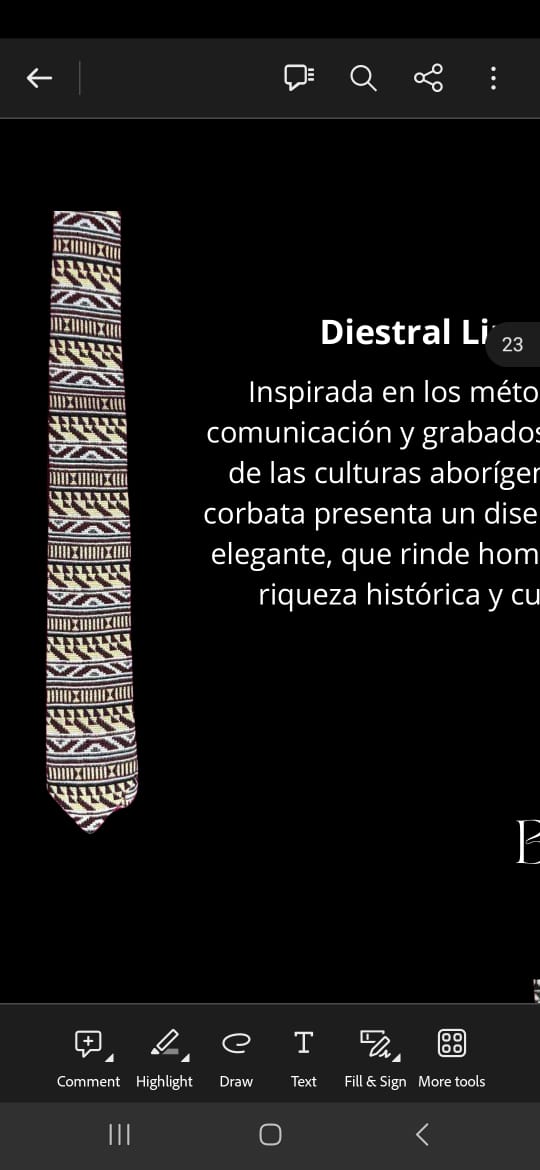 Diestral Li
23
Inspirada en los méto
comunicación y grabados
de las culturas aboríger
corbata presenta un dise
elegante, que rinde hom
riqueza histórica y cu
B
Comment
Highlight
Draw
Text
Fill & Sign
More tools